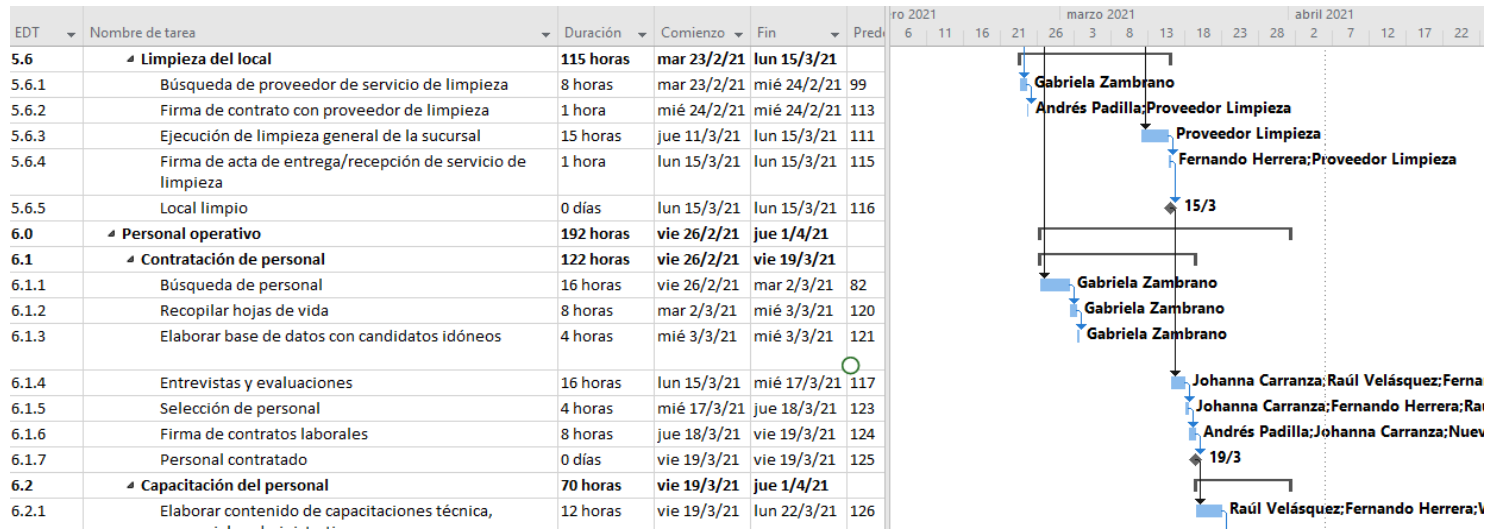 ro 2021 marzo 2021 abril 2021
EDT Nombre de tarea Duración Comienzo Fin Pred 6 11 16 21 26 3 8 13 18 23 28 2 7 12 17 22
5.6 Limpieza del local 115 horas mar 23/2/21 lun 15/3/21
5.6.1 Búsqueda de proveedor de servicio de limpieza 8 horas mar 23/2/21 mié 24/2/21 99 Gabriela Zambrano
5.6.2 Firma de contrato con proveedor de limpieza 1 hora mié 24/2/21 mié 24/2/21 113 Andrés Padilla;Proveedor Limpieza
5.6.3 Ejecución de limpieza general de la sucursal 15 horas jue 11/3/21 lun 15/3/21 111 Proveedor Limpieza
5.6.4 Firma de acta de entrega/recepción de servicio de 1 hora lun 15/3/21 lun 15/3/21 115 Fernando Herrera;Proveedor Limpieza
limpieza
5.6.5 Local limpio 0 días lun 15/3/21 lun 15/3/21 116 15/3
6.0 Personal operativo 192 horas vie 26/2/21 jue 1/4/21
6.1 Contratación de personal 122 horas vie 26/2/21 vie 19/3/21
6.1.1 Búsqueda de personal 16 horas vie 26/2/21 mar 2/3/21 82 Gabriela Zambrano
6.1.2 Recopilar hojas de vida 8 horas mar 2/3/21 mié 3/3/21 120 Gabriela Zambrano
6.1.3 Elaborar base de datos con candidatos idóneos 4 horas mié 3/3/21 mié 3/3/21 121 Gabriela Zambrano
6.1.4 Entrevistas y evaluaciones 16 horas lun 15/3/21 mié 17/3/21 117 Johanna Carranza;Raúl Velásquez;Ferna
6.1.5 Selección de personal 4 horas mié 17/3/21 jue 18/3/21 123 Johanna Carranza;Fernando Herrera;Rau
6.1.6 Firma de contratos laborales 8 horas jue 18/3/21 vie 19/3/21 124 Andrés Padilla;Johanna Carranza;Nuev
6.1.7 Personal contratado 0 días vie 19/3/21 vie 19/3/21 125 19/3
6.2 Capacitación del personal 70 horas vie 19/3/21 jue 1/4/21
6.2.1 Elaborar contenido de capacitaciones técnica, 12 horas vie 19/3/21 lun 22/3/21 126 Raúl Velásquez;Fernando Herrera;